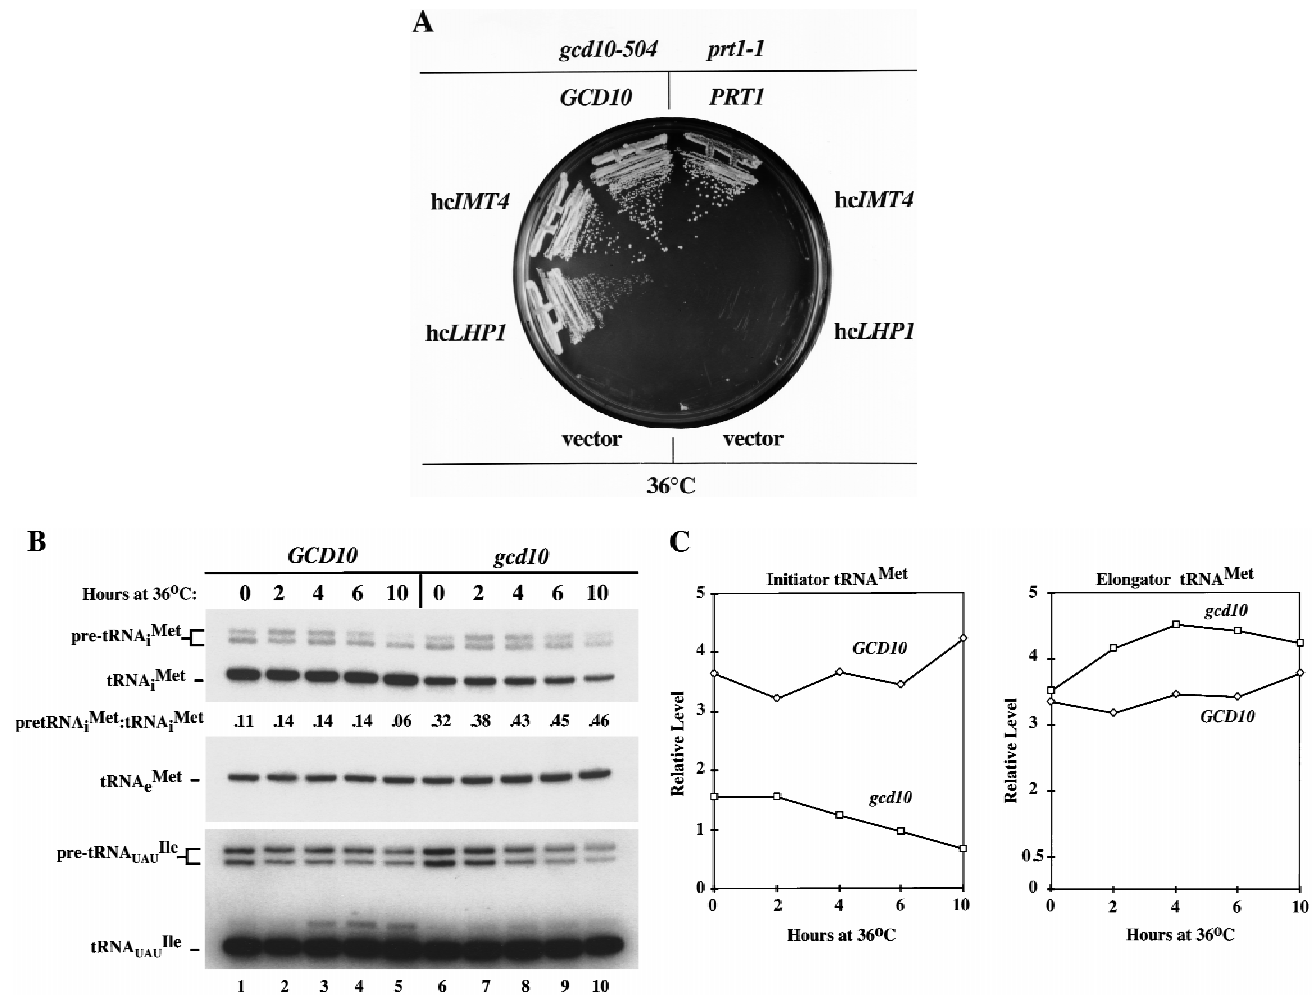 A
gcd10-504 prt1-1
GCD10 PRT1
hcIMT4 hcIMT4
hcLHP1 hcLHP1
vector vector
36°C
B
GCD10 gcd10
Hours at 36°C: 0 2 4 6 10 0 2 4 6 10
pre-tRNAiMet
tRNAiMet
pretRNAiMet:tRNAiMet .11 .14 .14 .14 .06 .32 .38 .43 .45 .46
tRNAeMet
pre-tRNAUAUIle
tRNAUAUIle
1 2 3 4 5 6 7 8 9 10
C
Initiator tRNAMet
Relative Level
5
4
3
2
1
0
GCD10
gcd10
0 2 4 6 10
Hours at 36°C
Elongator tRNAMet
Relative Level
5
4
3
2
0.5
0
gcd10
GCD10
0 2 4 6 10
Hours at 36°C